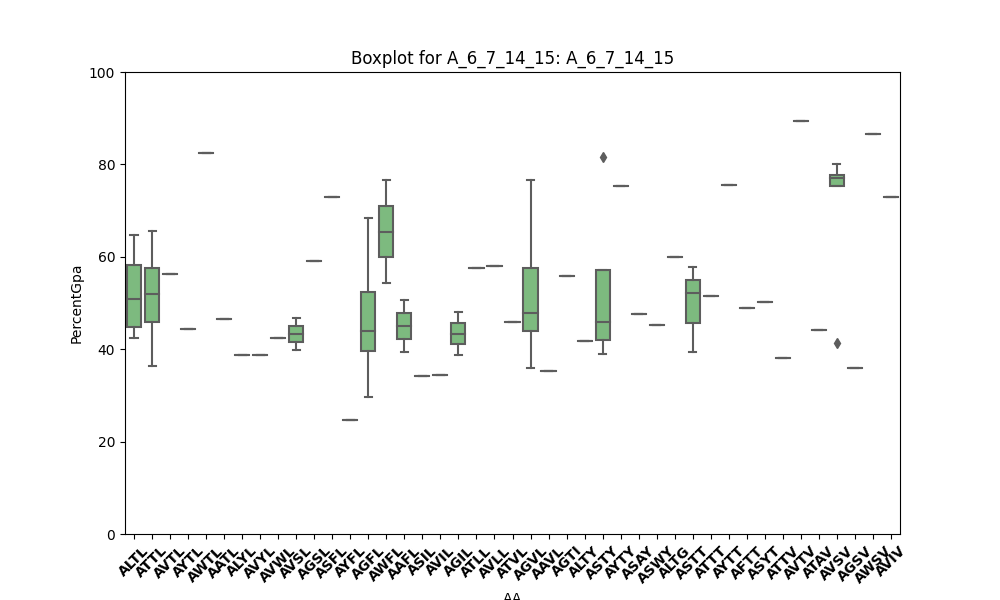 Boxplot for A_6_7_14_15: A_6_7_14_15
PercentGpa
100
80
60
40
20
0
ALTL ATTL AVTL AYTL AWTL AATL ALYL AVYL AVWL AVSL AGSL ASFL AYFL AGFL AWFL AAFL ASIL AVIL AGIL ATLL AVLL ATVL AGVL AAVL AGTI ALTY ASTY AYTY ASAY ASWY ALTG ASTT ATTT AYTT AFTT ASYT ATTV AVTV ATAV AVSV AGSV AWSV AVIV
AA